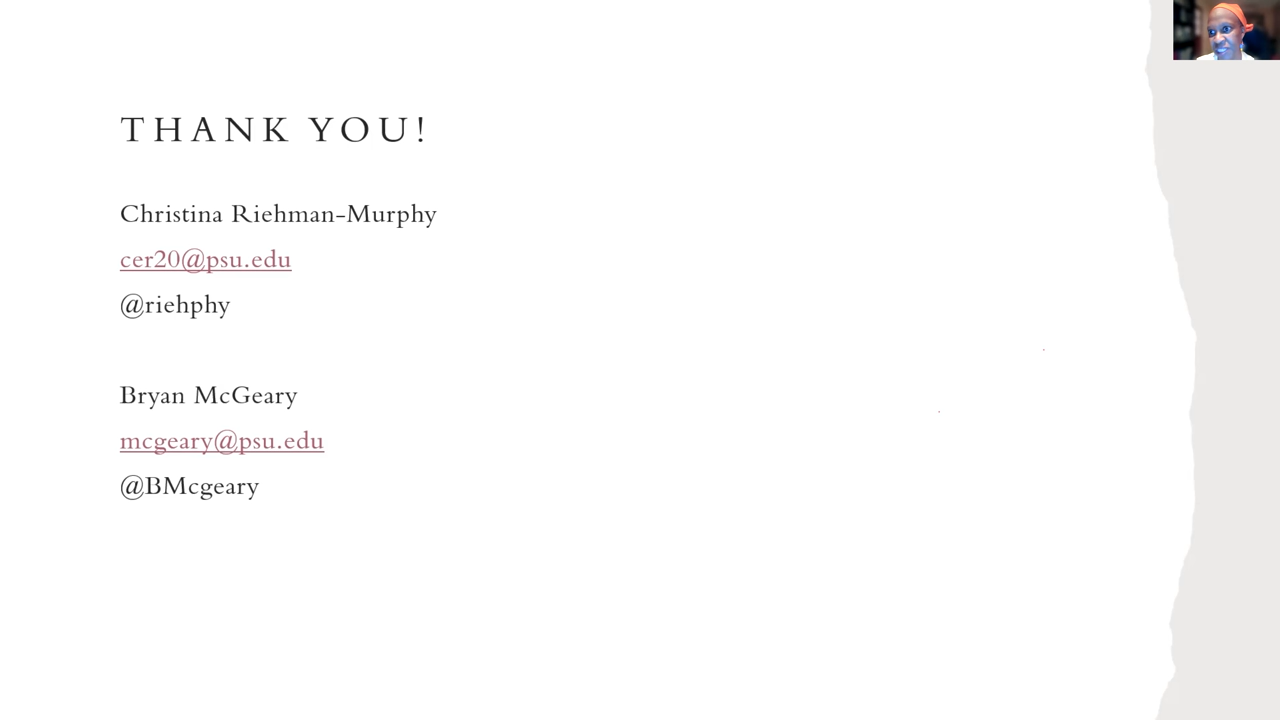 THANK YOU!
Christina Riehman-Murphy
cer20@psu.edu
@riehphy
Bryan McGeary
mcgeary@psu.edu
@BMcgeary